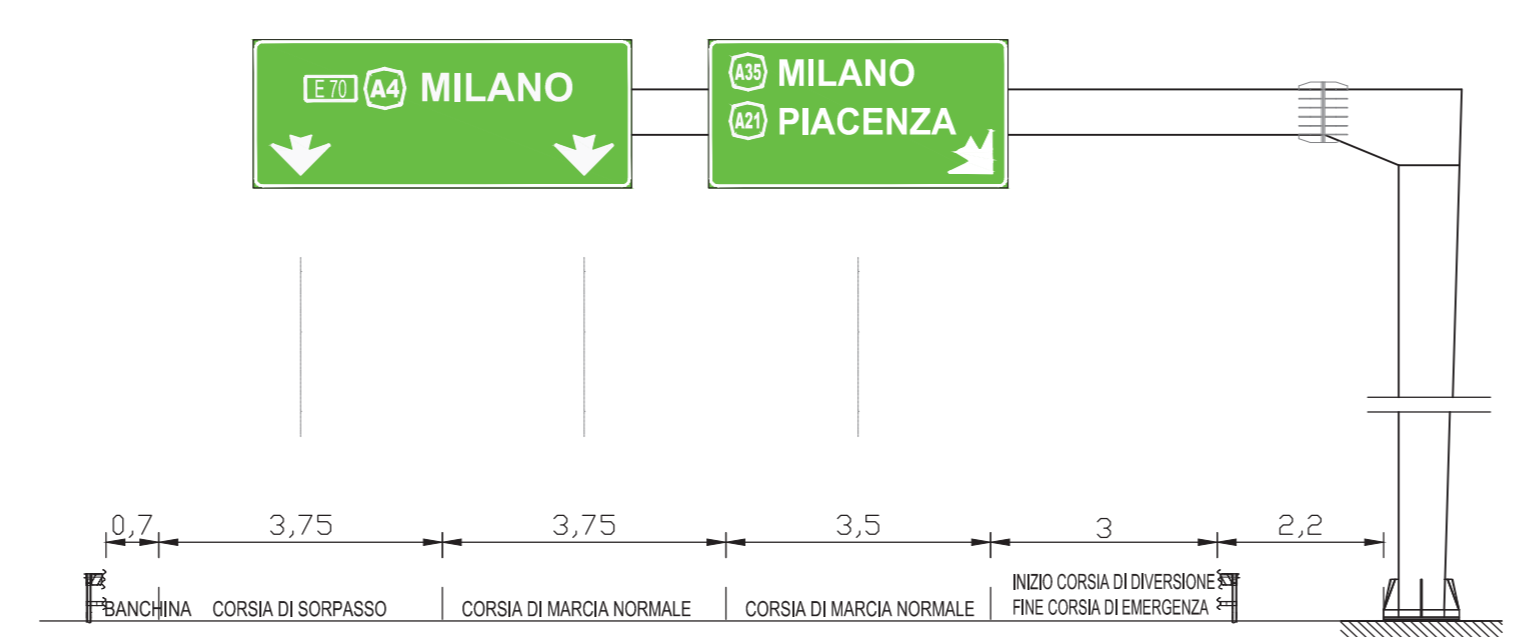 E 70 A4 MILANO
A35 MILANO
A21 PIACENZA
0,7 3,75 3,75 3,5 3 2,2
BANCHINA CORSIA DI SORPASSO CORSIA DI MARCIA NORMALE CORSIA DI MARCIA NORMALE INIZIO CORSIA DI DIVERSIONE
FINE CORSIA DI EMERGENZA